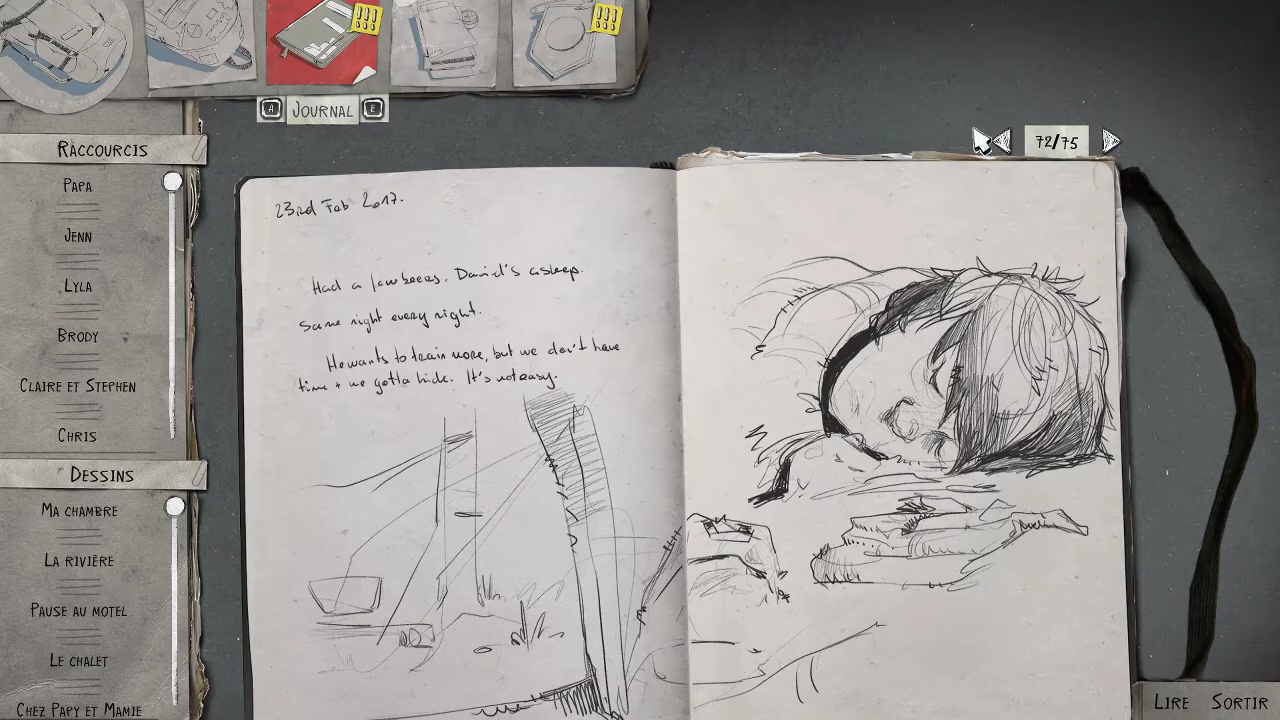 A JOURNAL E
72/75
RACCOURCIS
PAPA
JENN
LYLA
BRODY
CLAIRE ET STEPHEN
CHRIS
DESSINS
MA CHAMBRE
LA RIVIÈRE
PAUSE AU MOTEL
LE CHALET
CHEZ PAPY ET MAMIE
23rd Feb 2017.
Had a few beers. Daniel's asleep.
Same night every night.
He wants to train more, but we don't have
time + we gotta hide. It's not easy.
LIRE SORTIR